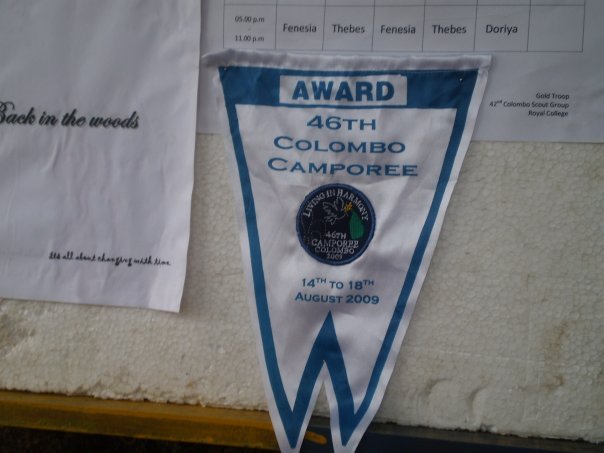 05.00 p.m
-
11.00 p.m
Fenesia Thebes Fenesia Thebes Doriya
Gold Troop
42nd Colombo Scout Group
Royal College
Back in the woods
Its all about changing with time
AWARD
46TH
COLOMBO
CAMPOREE
LIVING IN HARMONY
46TH
CAMPOREE
COLOMBO
2009
14TH TO 18TH
AUGUST 2009